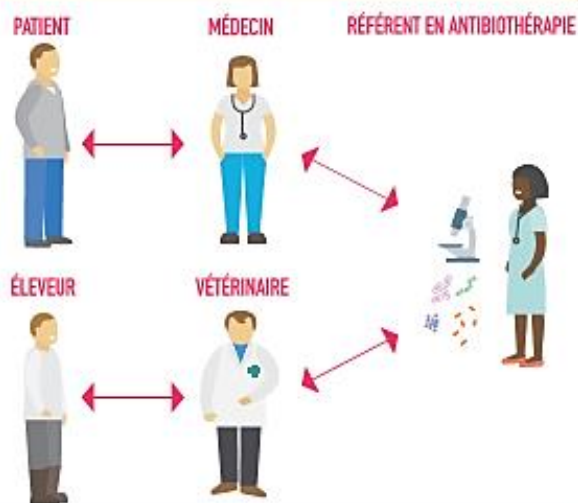 PATIENT
MÉDECIN
RÉFÉRENT EN ANTIBIOTHÉRAPIE
ÉLEVEUR
VÉTÉRINAIRE